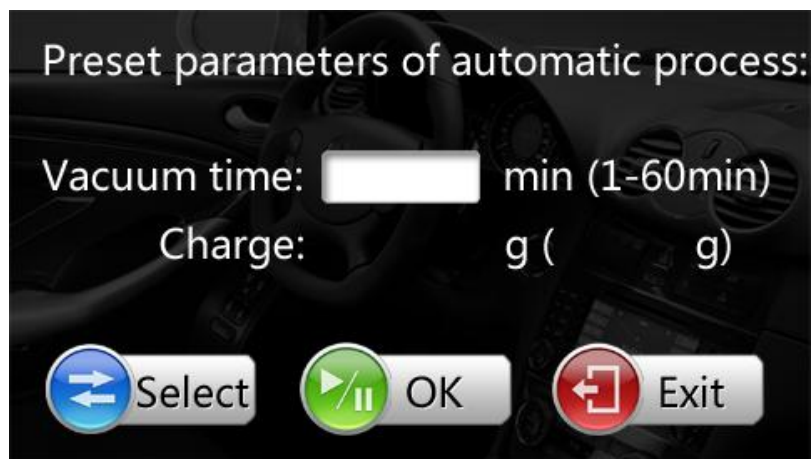 Preset parameters of automatic process:
Vacuum time: min (1-60min)
Charge: g ( g)
Select OK Exit